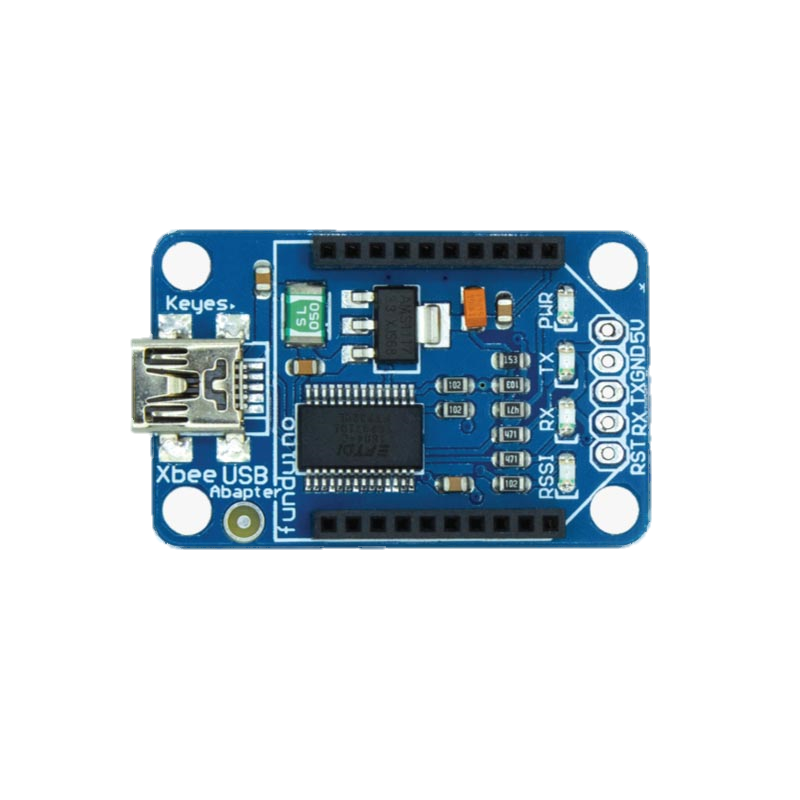 Keyes
SL
050
AMS1117
PWR
5V
GND
153
TX
TX
102
103
102
471
RX
RX
471
FTDI
471
RSSI
RST
102
Xbee USB
Abapter
funduino